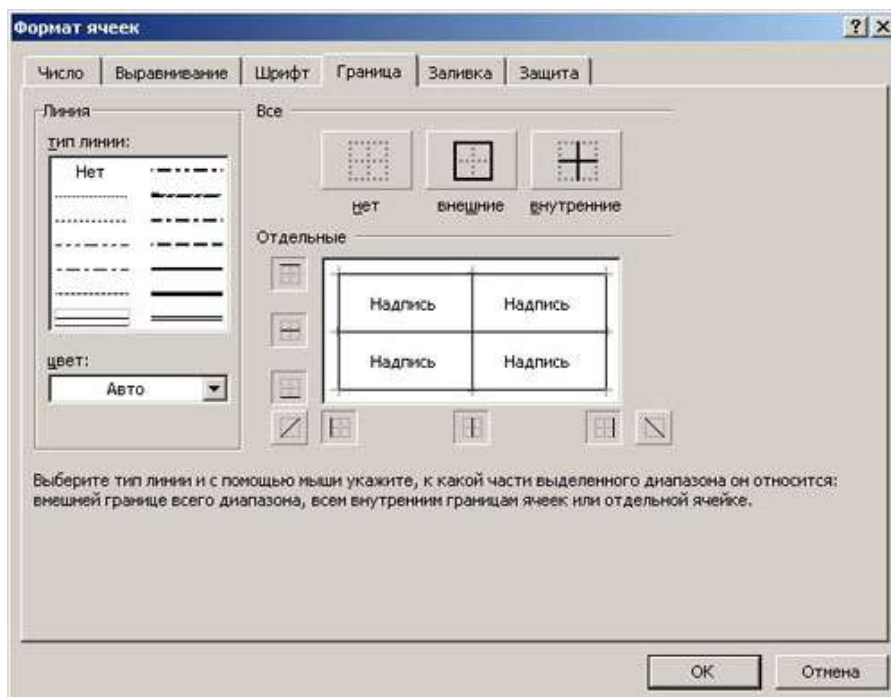 Формат ячеек
Число
Выравнивание
Шрифт
Граница
Заливка
Защита
Линия
тип линии:
Нет
цвет:
Авто
Все
нет
внешние
внутренние
Отдельные
Надпись Надпись
Надпись Надпись
Выберите тип линии и с помощью мыши укажите, к какой части выделенного диапазона он относится:
внешней границе всего диапазона, всем внутренним границам ячеек или отдельной ячейке.
ОК
Отмена